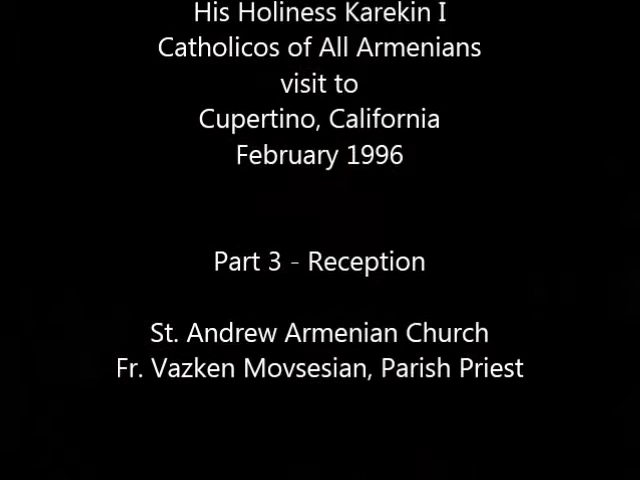 His Holiness Karekin I
Catholicos of All Armenians
visit to
Cupertino, California
February 1996
Part 3 - Reception
St. Andrew Armenian Church
Fr. Vazken Movsesian, Parish Priest